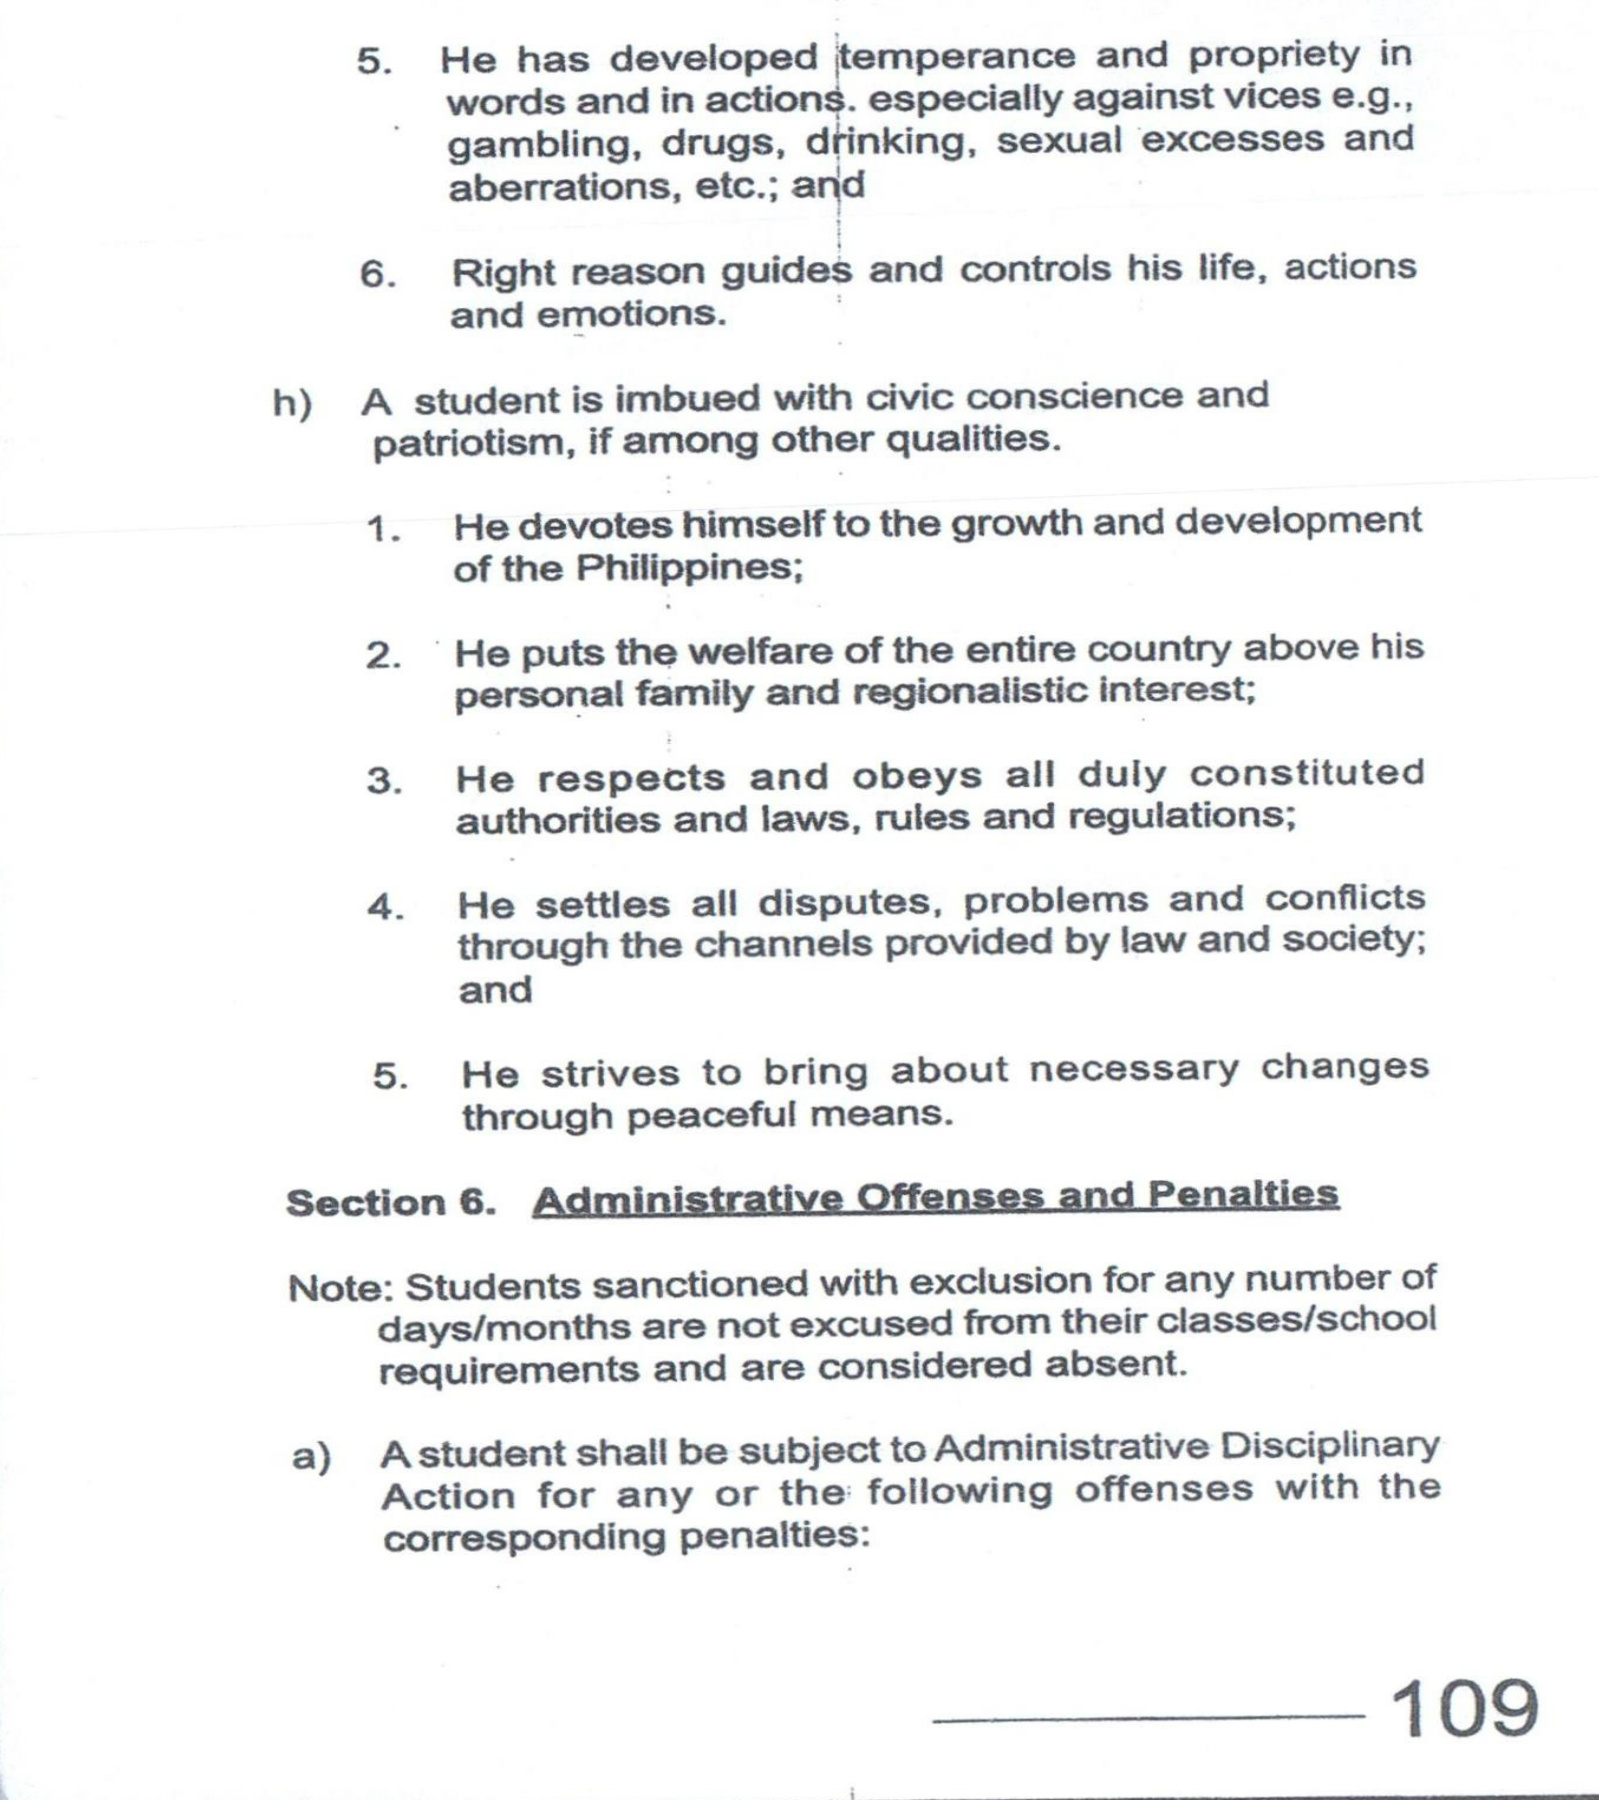 5. He has developed temperance and propriety in
words and in actions. especially against vices e.g.,
gambling, drugs, drinking, sexual excesses and
aberrations, etc.; and
6. Right reason guides and controls his life, actions
and emotions.
h) A student is imbued with civic conscience and
patriotism, if among other qualities.
1. He devotes himself to the growth and development
of the Philippines;
2. He puts the welfare of the entire country above his
personal family and regionalistic interest;
3. He respects and obeys all duly constituted
authorities and laws, rules and regulations;
4. He settles all disputes, problems and conflicts
through the channels provided by law and society;
and
5. He strives to bring about necessary changes
through peaceful means.
Section 6. Administrative Offenses and Penalties
Note: Students sanctioned with exclusion for any number of
days/months are not excused from their classes/school
requirements and are considered absent.
a) A student shall be subject to Administrative Disciplinary
Action for any or the following offenses with the
corresponding penalties:
109